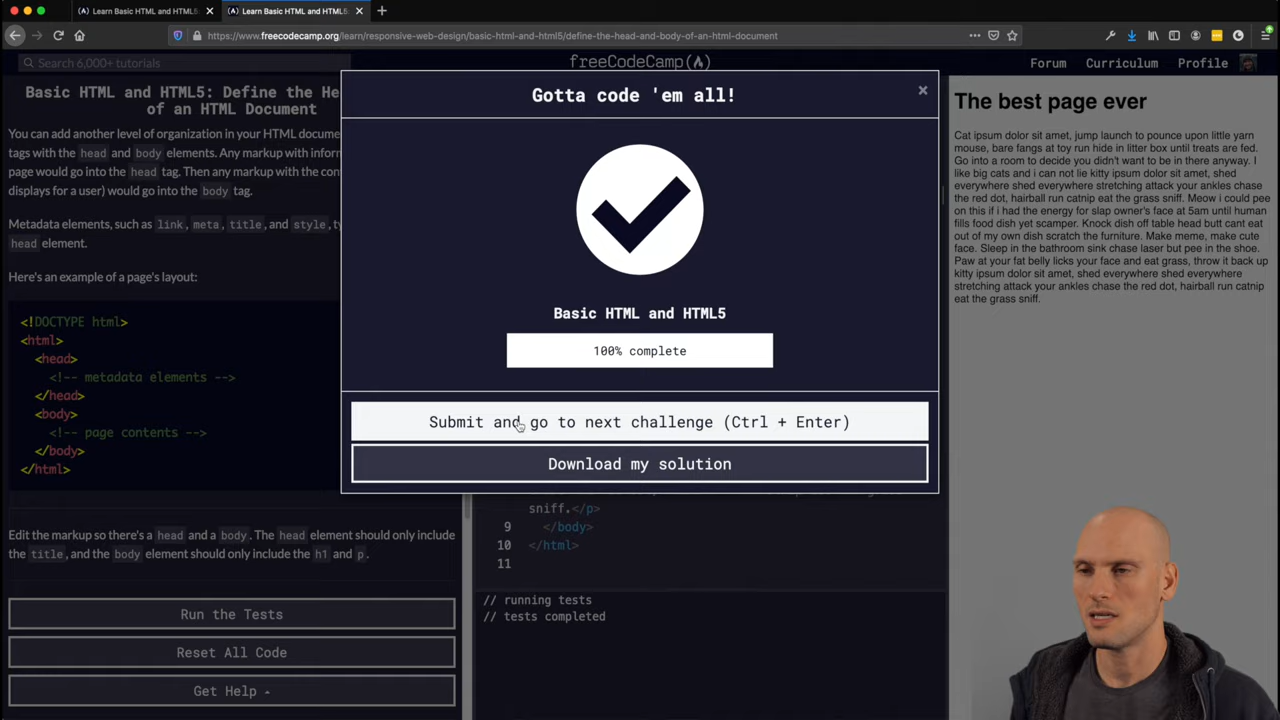 Learn Basic HTML and HTML5:
Learn Basic HTML and HTML5:
https://www.freecodecamp.org/learn/responsive-web-design/basic-html-and-html5/define-the-head-and-body-of-an-html-document
Search 6,000+ tutorials
freeCodeCamp(🔥)
Forum Curriculum Profile
Basic HTML and HTML5: Define the He
of an HTML Document
You can add another level of organization in your HTML docume
tags with the head and body elements. Any markup with infor
page would go into the head tag. Then any markup with the con
displays for a user) would go into the body tag.
Metadata elements, such as link, meta, title, and style, ty
head element.
Here's an example of a page's layout:
<!DOCTYPE html>
<html>
<head>
<!-- metadata elements -->
</head>
<body>
<!-- page contents -->
</body>
</html>
Edit the markup so there's a head and a body. The head element should only include
the title, and the body element should only include the h1 and p.
Run the Tests
Reset All Code
Get Help
Gotta code 'em all!
×
Basic HTML and HTML5
100% complete
Submit and go to next challenge (Ctrl + Enter)
Download my solution
sniff.</p>
9 </body>
10 </html>
11
// running tests
// tests completed
The best page ever
Cat ipsum dolor sit amet, jump launch to pounce upon little yarn
mouse, bare fangs at toy run hide in litter box until treats are fed.
Go into a room to decide you didn't want to be in there anyway. I
like big cats and i can not lie kitty ipsum dolor sit amet, shed
everywhere shed everywhere stretching attack your ankles chase
the red dot, hairball run catnip eat the grass sniff. Meow i could pee
on this if i had the energy for slap owner's face at 5am until human
fills food dish yet scamper. Knock dish off table head butt cant eat
out of my own dish scratch the furniture. Make meme, make cute
face. Sleep in the bathroom sink chase laser but pee in the shoe.
Paw at your fat belly licks your face and eat grass, throw it back up
kitty ipsum dolor sit amet, shed everywhere shed everywhere
stretching attack your ankles chase the red dot, hairball run catnip
eat the grass sniff.